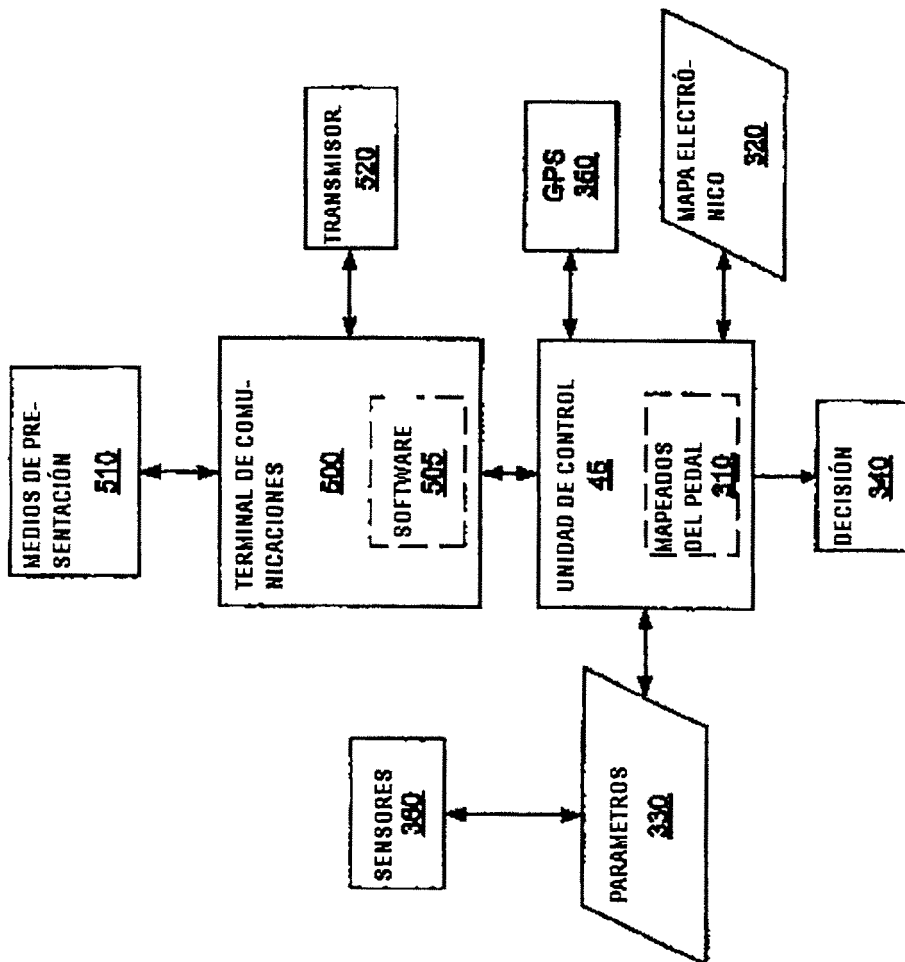 MEDIOS DE PRE-
SENTACIÓN
510
TERMINAL DE COMU-
NICACIONES
500
SOFTWARE
505
TRANSMISOR
520
SENSORES
380
UNIDAD DE CONTROL
45
MAPEADOS
DEL PEDAL
310
GPS
360
PARAMETROS
330
MAPA ELECTRÓ-
NICO
320
DECISIÓN
340